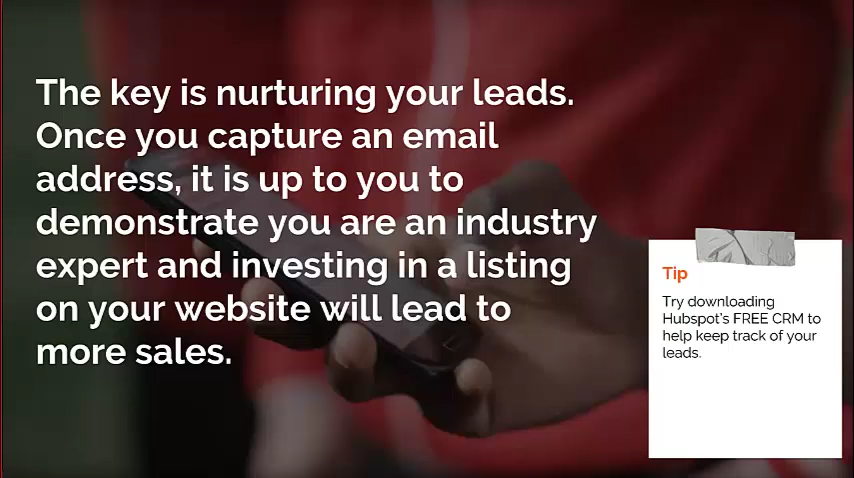 The key is nurturing your leads.
Once you capture an email
address, it is up to you to
demonstrate you are an industry
expert and investing in a listing
on your website will lead to
more sales.
Tip
Try downloading
Hubspot's FREE CRM to
help keep track of your
leads.